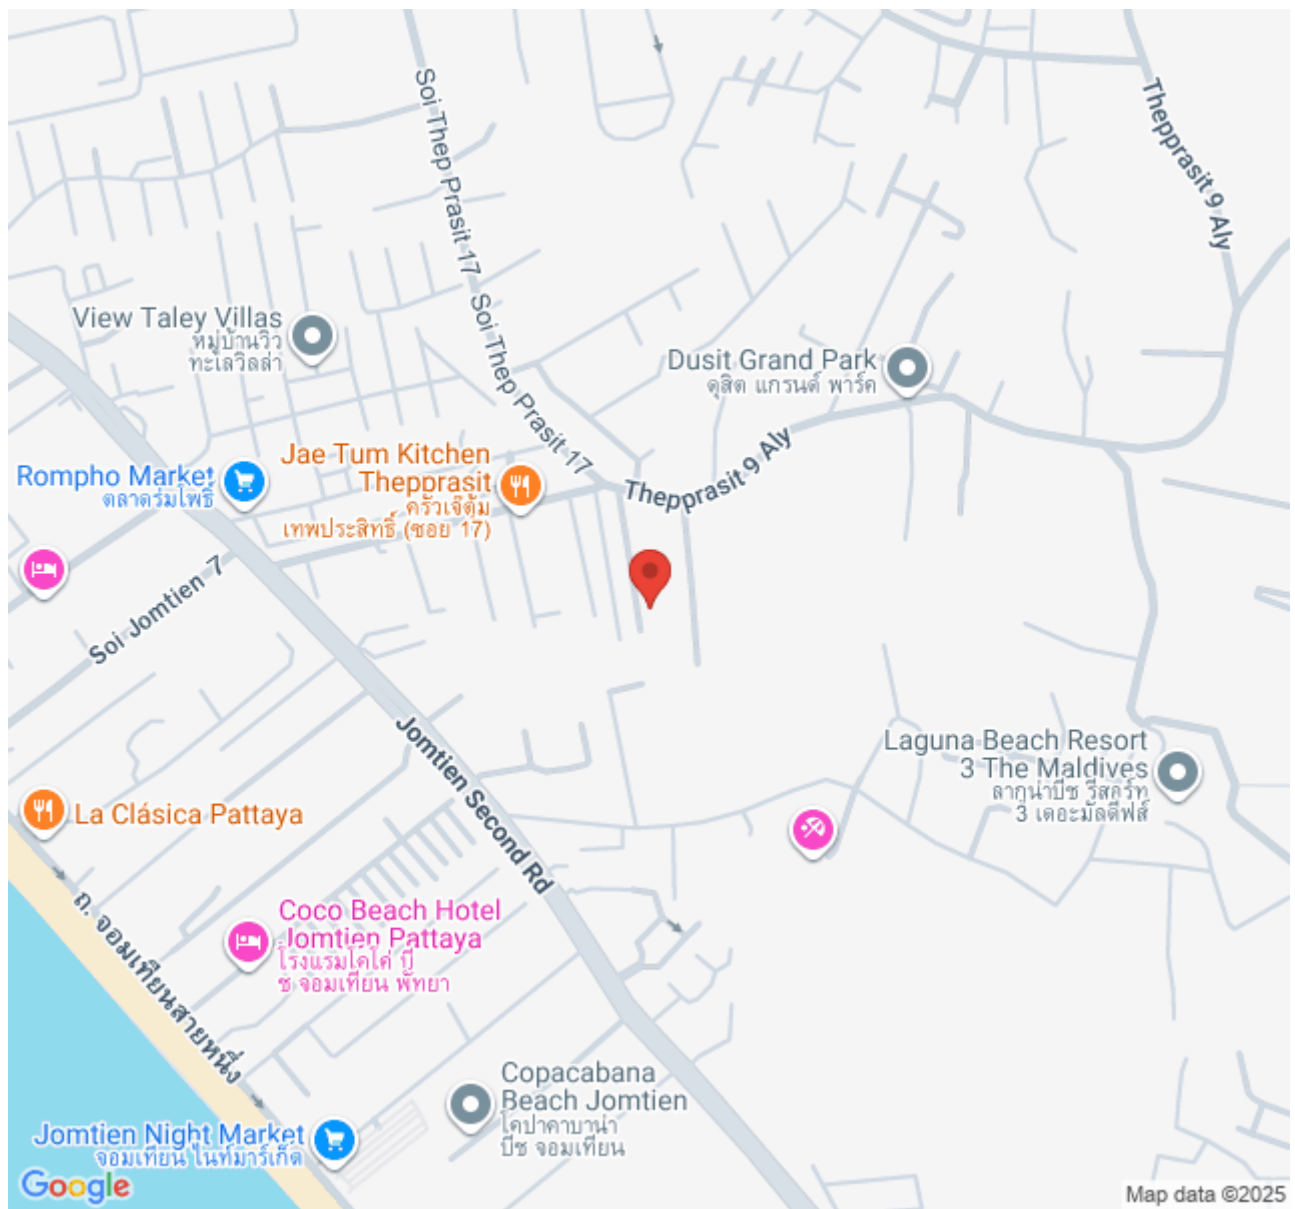 Soi Thep Prasit 17
Thepprasit 9 Aly
View Taley Villas
หมู่บ้านวิว
ทะเลวิลล่า
Soi Thep Prasit 17
Dusit Grand Park
ดุสิต แกรนด์ พาร์ค
Thepprasit 9 Aly
Jae Tum Kitchen
Thepprasit
ครัวเจ๊ตุ้ม
เทพประสิทธิ์ (ซอย 17)
Rompho Market
ตลาดร่มโพธิ์
Soi Jomtien 7
Jomtien Second Rd
Laguna Beach Resort
3 The Maldives
ลากูน่าบีช รีสอร์ท
3 เดอะมัลดีฟส์
La Clásica Pattaya
ถ. จอมเทียนสายหนึ่ง
Coco Beach Hotel
Jomtien Pattaya
โรงแรมโคโค่ บี
ช จอมเทียน พัทยา
Copacabana
Beach Jomtien
โคปาคาบาน่า
บีช จอมเทียน
Jomtien Night Market
จอมเทียน ไนท์มาร์เก็ต
Google
Map data ©2025